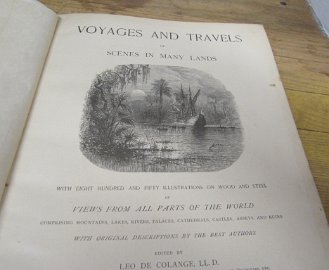 VOYAGES AND TRAVELS
OR
SCENES IN MANY LANDS
WITH EIGHT HUNDRED AND FIFTY ILLUSTRATIONS ON WOOD AND STEEL
OF
VIEWS FROM ALL PARTS OF THE WORLD
COMPRISING MOUNTAINS, LAKES, RIVERS, PALACES, CATHEDRALS, CASTLES, ABBEYS, AND RUINS
WITH ORIGINAL DESCRIPTIONS BY THE BEST AUTHORS
EDITED BY
LEO DE COLANGE, LL. D.